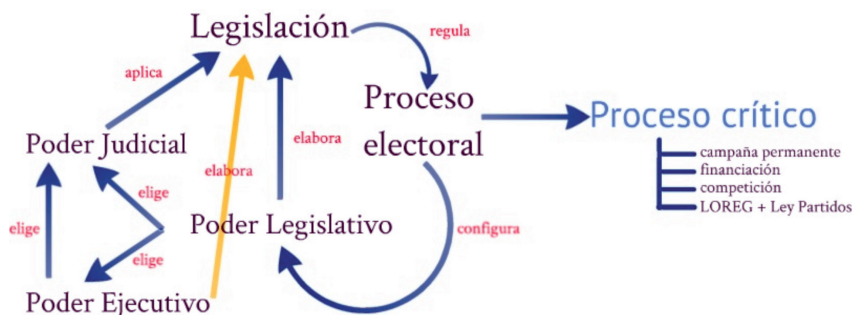 Legislación
regula
aplica
Proceso
electoral
Proceso crítico
campaña permanente
financiación
competición
LOREG + Ley Partidos
Poder Judicial
elabora
elabora
elige
elige
elige
Poder Legislativo
configura
Poder Ejecutivo